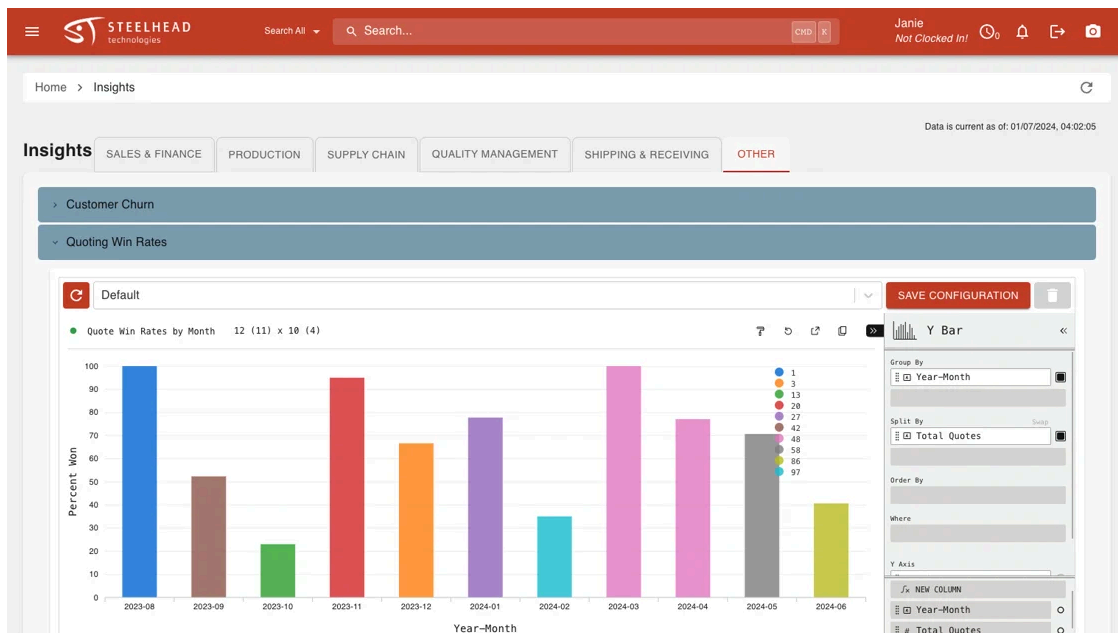 STEELHEAD
technologies
Search All
Search...
CMD K
Janie
Not Clocked In!
0
Home > Insights
Data is current as of: 01/07/2024, 04:02:05
Insights
SALES & FINANCE
PRODUCTION
SUPPLY CHAIN
QUALITY MANAGEMENT
SHIPPING & RECEIVING
OTHER
Customer Churn
Quoting Win Rates
Default
SAVE CONFIGURATION
Quote Win Rates by Month 12 (11) x 10 (4)
Percent Won
100
90
80
70
60
50
40
30
20
10
0
1
3
13
20
27
42
48
58
86
97
2023-08
2023-09
2023-10
2023-11
2023-12
2024-01
2024-02
2024-03
2024-04
2024-05
2024-06
Year-Month
Y Bar
Group By
Year-Month
Split By
Swap
Total Quotes
Order By
Where
Y Axis
fx NEW COLUMN
Year-Month
# Total Quotes